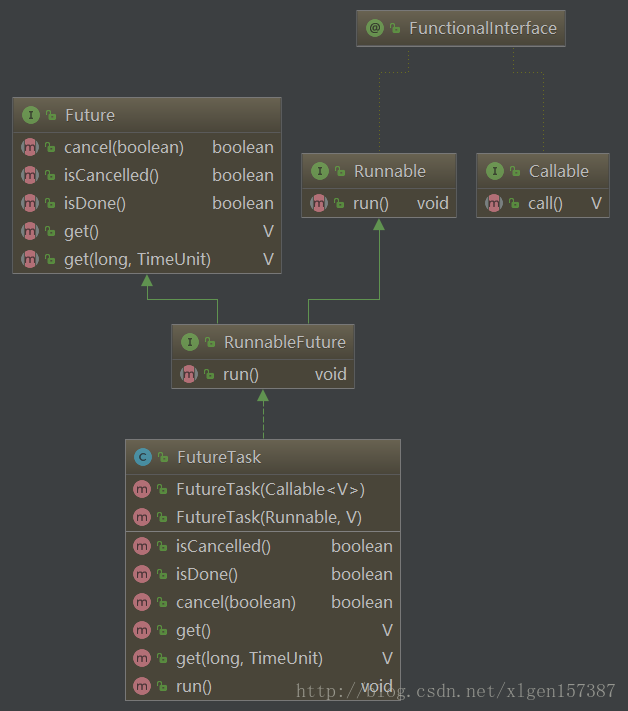 @ FunctionalInterface
I Future
m cancel(boolean) boolean
m isCancelled() boolean
m isDone() boolean
m get() V
m get(long, TimeUnit) V
I Runnable
m run() void
I Callable
m call() V
I RunnableFuture
m run() void
C FutureTask
m FutureTask(Callable<V>)
m FutureTask(Runnable, V)
m isCancelled() boolean
m isDone() boolean
m cancel(boolean) boolean
m get() V
m get(long, TimeUnit) V
m run() void
http://blog.csdn.net/xlgen157387